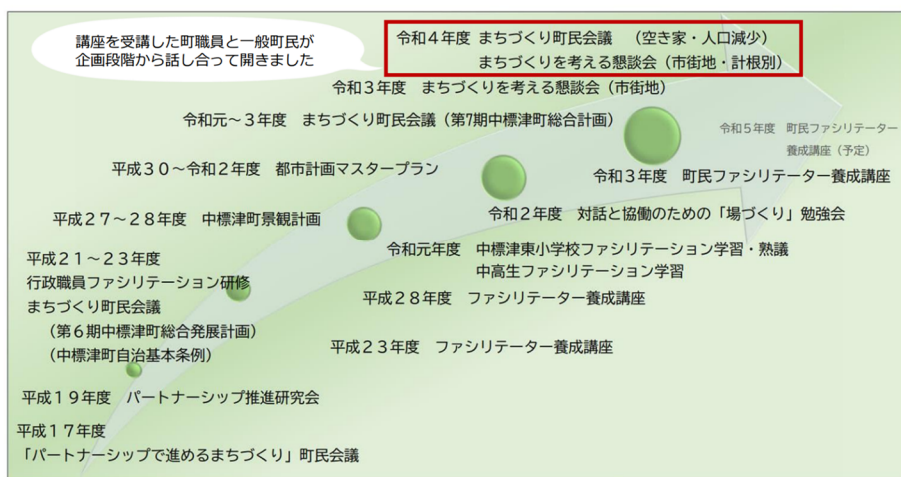 講座を受講した町職員と一般町民が
企画段階から話し合って開きました
令和４年度 まちづくり町民会議 （空き家・人口減少）
まちづくりを考える懇談会（市街地・計根別）
令和３年度 まちづくりを考える懇談会（市街地）
令和元～３年度 まちづくり町民会議（第7期中標津町総合計画）
令和５年度 町民ファシリテーター
養成講座（予定）
平成３０～令和２年度 都市計画マスタープラン
令和３年度 町民ファシリテーター養成講座
平成２７～２８年度 中標津町景観計画
令和２年度 対話と協働のための「場づくり」勉強会
令和元年度 中標津東小学校ファシリテーション学習・熟議
中高生ファシリテーション学習
平成２１～２３年度
行政職員ファシリテーション研修
まちづくり町民会議
（第６期中標津町総合発展計画）
（中標津町自治基本条例）
平成２８年度 ファシリテーター養成講座
平成２３年度 ファシリテーター養成講座
平成１９年度 パートナーシップ推進研究会
平成１７年度
「パートナーシップで進めるまちづくり」町民会議